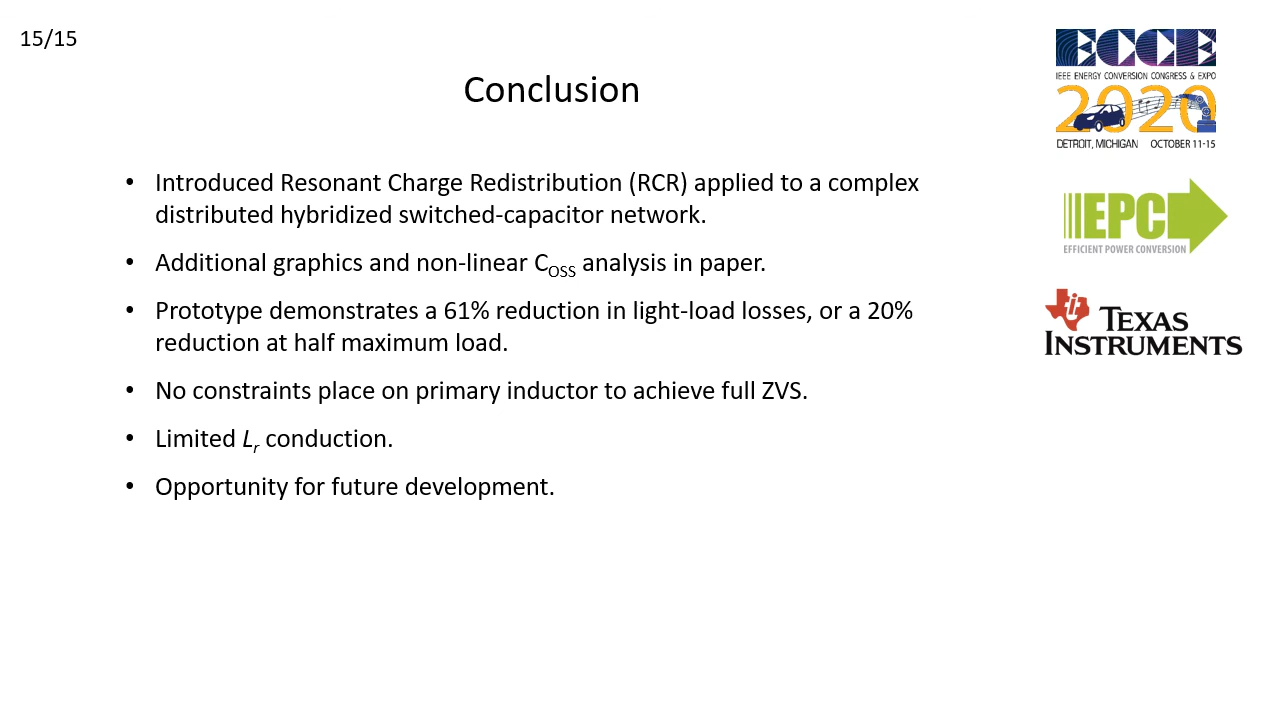 15/15
Conclusion
• Introduced Resonant Charge Redistribution (RCR) applied to a complex
distributed hybridized switched-capacitor network.
• Additional graphics and non-linear COSS analysis in paper.
• Prototype demonstrates a 61% reduction in light-load losses, or a 20%
reduction at half maximum load.
• No constraints place on primary inductor to achieve full ZVS.
• Limited Lr conduction.
• Opportunity for future development.
ECCE
IEEE ENERGY CONVERSION CONGRESS & EXPO
2020
DETROIT, MICHIGAN OCTOBER 11-15
EPC
EFFICIENT POWER CONVERSION
TEXAS
INSTRUMENTS